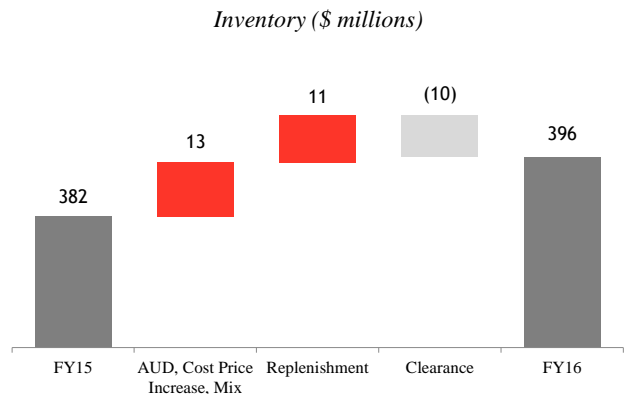 Inventory ($ millions)
382
13
11
(10)
396
FY15
AUD, Cost Price
Increase, Mix
Replenishment
Clearance
FY16